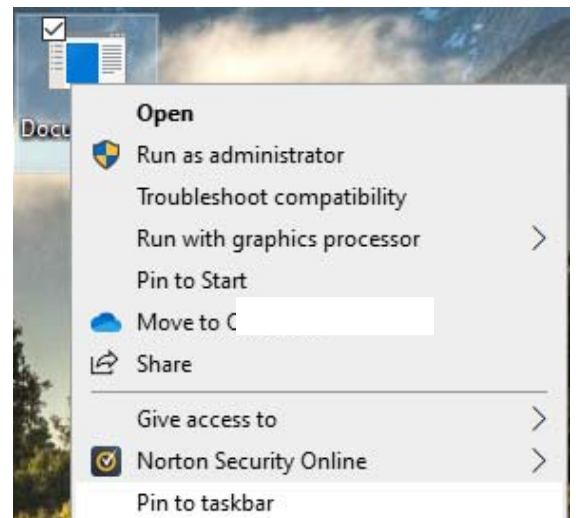 Docu
Open
Run as administrator
Troubleshoot compatibility
Run with graphics processor
Pin to Start
Move to
Share
Give access to
Norton Security Online
Pin to taskbar